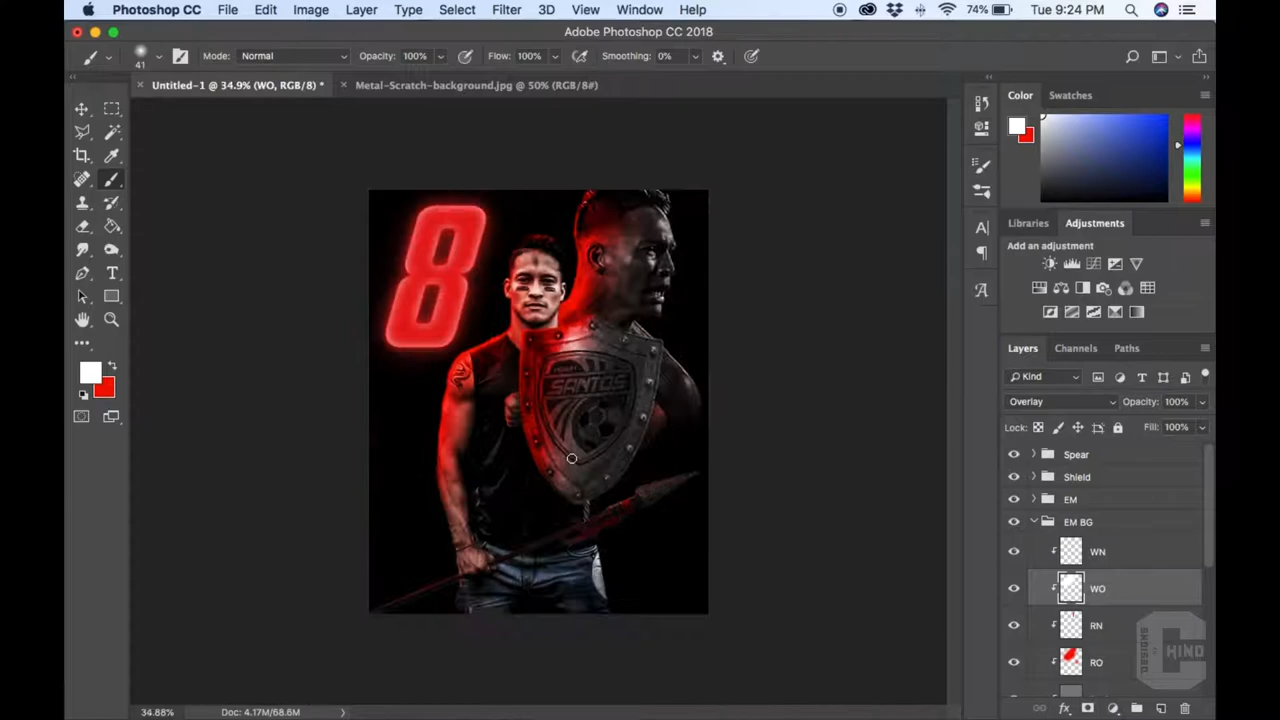 Photoshop CC File Edit Image Layer Type Select Filter 3D View Window Help 74% Tue 9:24 PM
Adobe Photoshop CC 2018
41 Mode: Normal Opacity: 100% Flow: 100% Smoothing: 0%
Untitled-1 @ 34.9% (WO, RGB/8) * Metal-Scratch-background.jpg @ 50% (RGB/8#)
Color Swatches
8
Libraries Adjustments
Add an adjustment
SANTOS
Layers Channels Paths
Kind
Overlay Opacity: 100%
Lock: Fill: 100%
Spear
Shield
EM
EM BG
WN
WO
RN
RO
CHINO
DESIGNS
34.88% Doc: 4.17M/68.6M